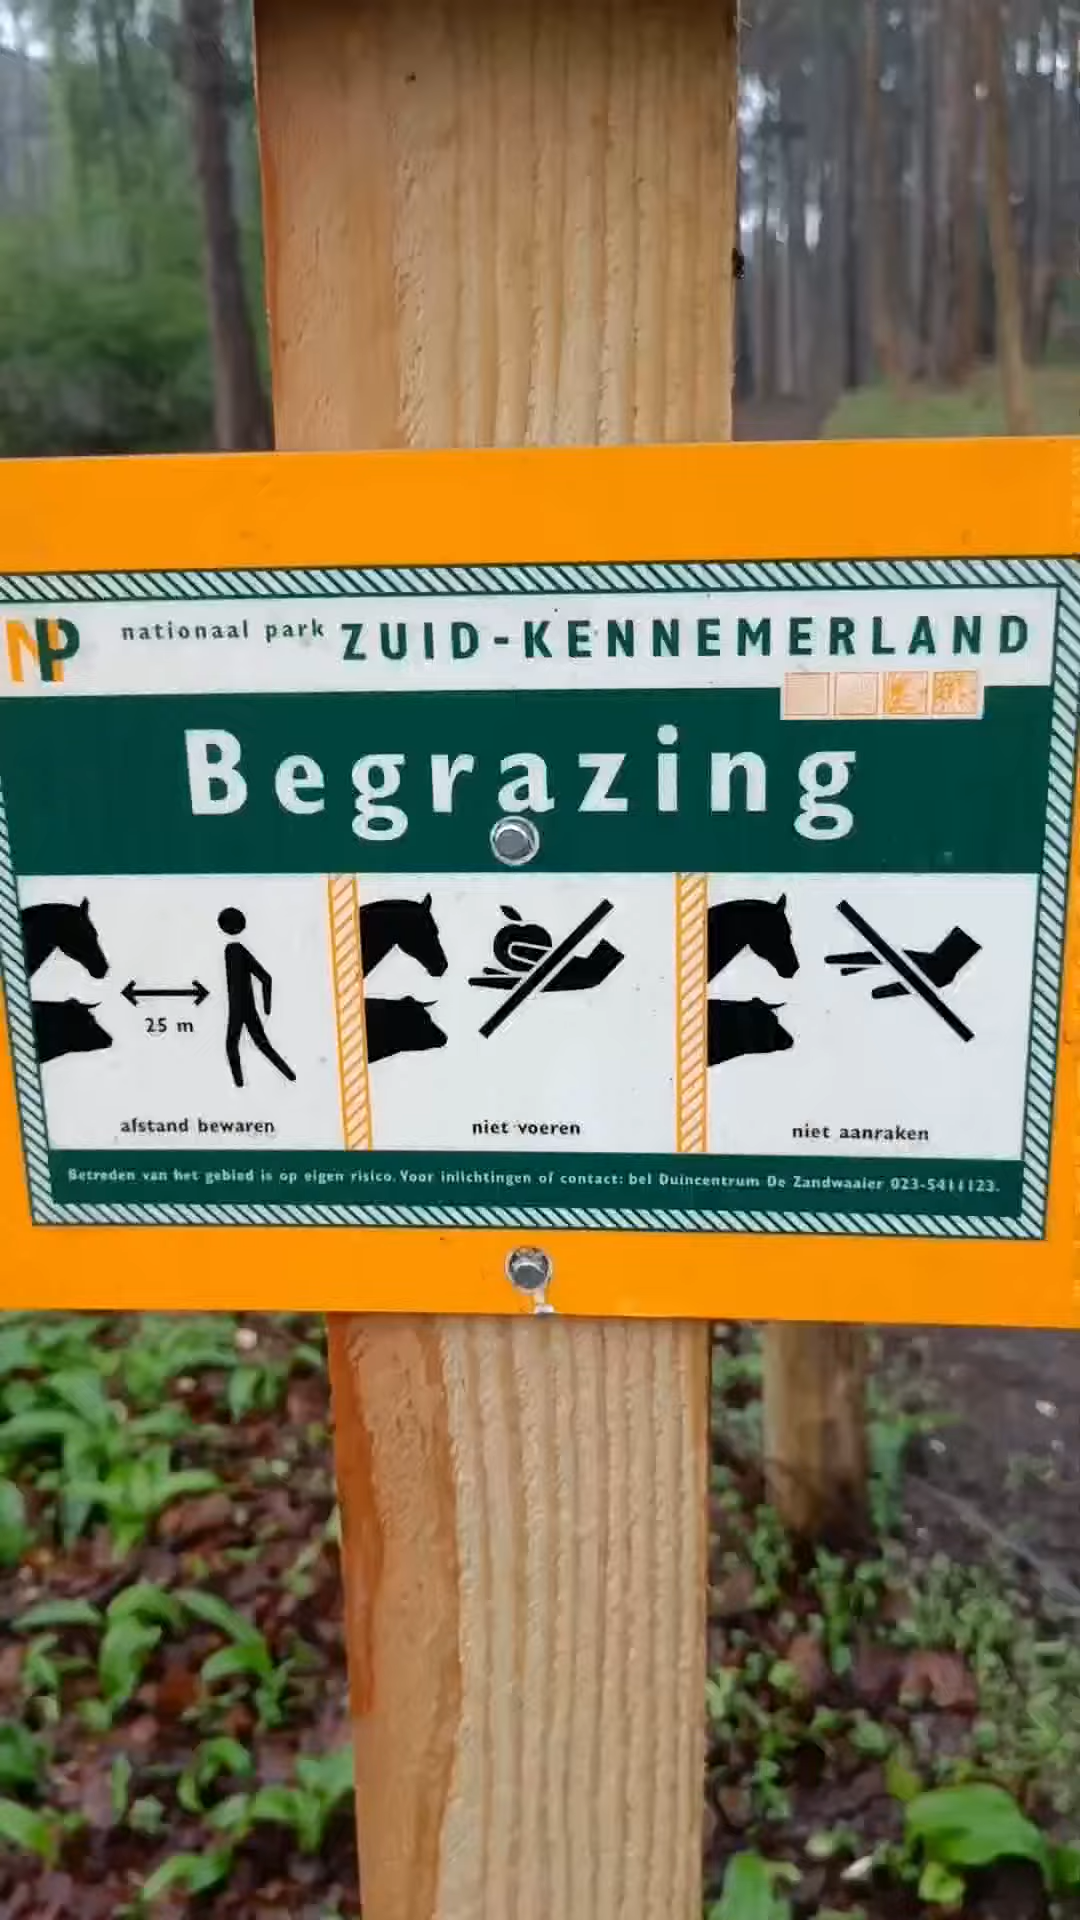 NP nationaal park ZUID-KENNEMERLAND
Begrazing
25 m
afstand bewaren
niet voeren
niet aanraken
Betreden van het gebied is op eigen risico. Voor inlichtingen of contact: bel Duincentrum De Zandwaaier 023-5411123.